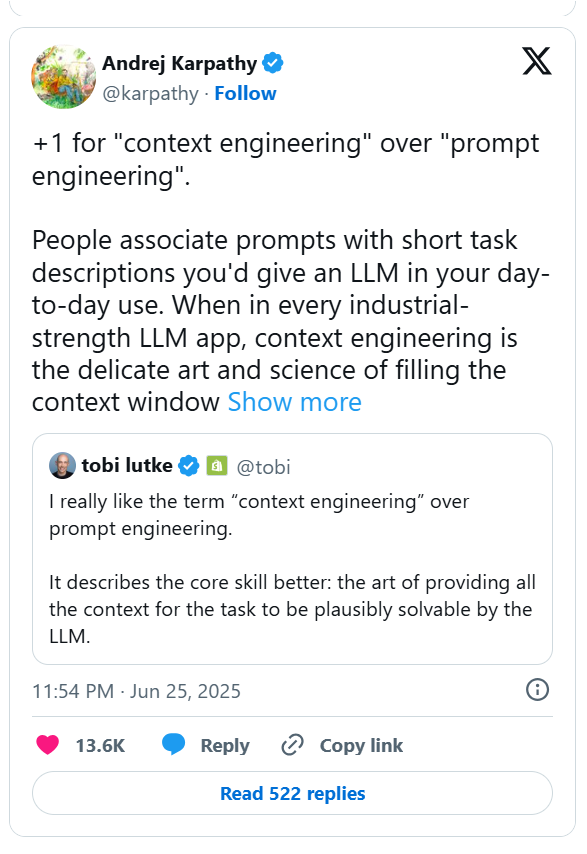 Andrej Karpathy
@karpathy · Follow
+1 for "context engineering" over "prompt
engineering".
People associate prompts with short task
descriptions you'd give an LLM in your day-
to-day use. When in every industrial-
strength LLM app, context engineering is
the delicate art and science of filling the
context window Show more
tobi lutke @tobi
I really like the term “context engineering” over
prompt engineering.
It describes the core skill better: the art of providing all
the context for the task to be plausibly solvable by the
LLM.
11:54 PM · Jun 25, 2025
13.6K Reply Copy link
Read 522 replies